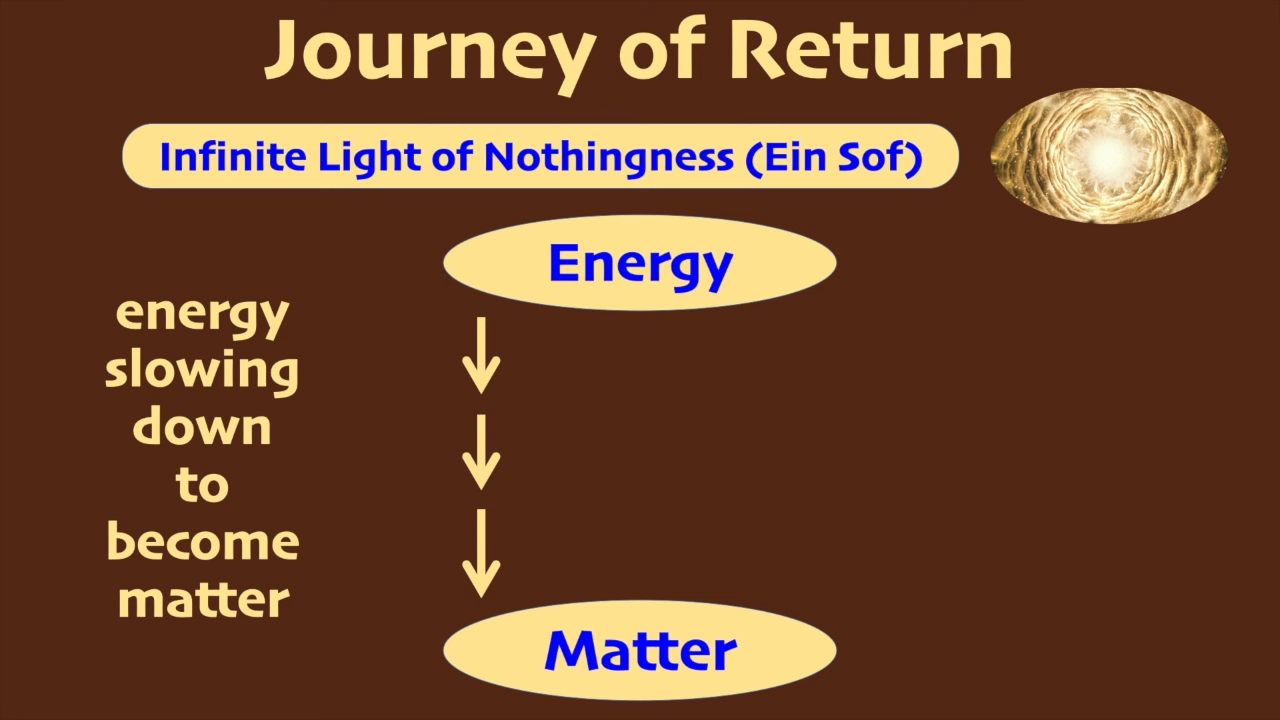 Journey of Return
Infinite Light of Nothingness (Ein Sof)
Energy
energy
slowing
down
to
become
matter
Matter